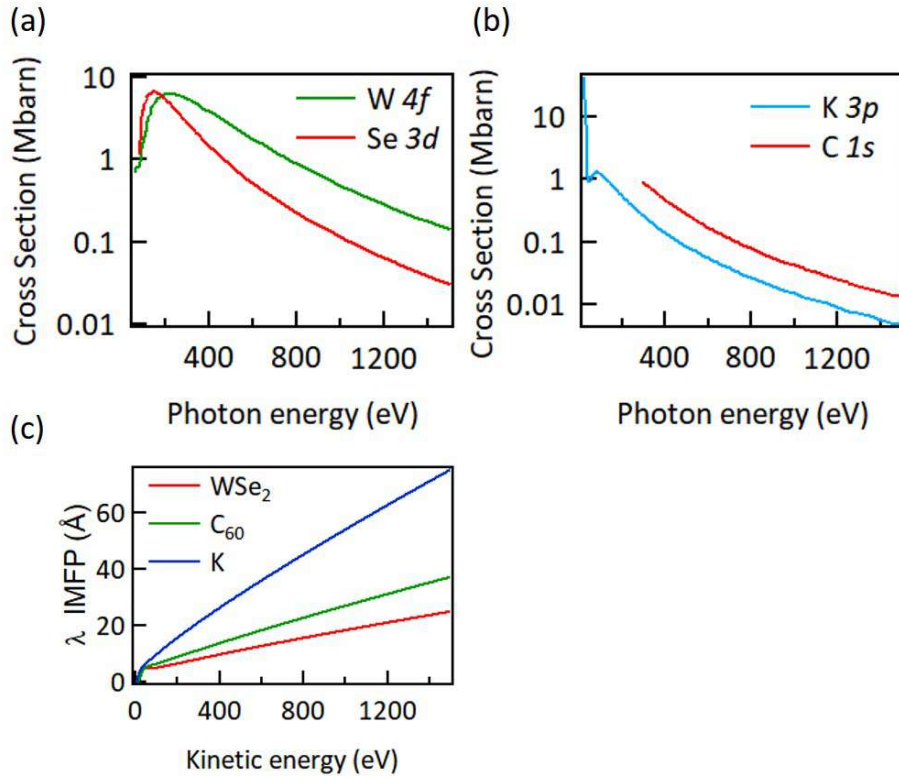 (a)
Cross Section (Mbarn)
10
1
0.1
0.01
W 4f
Se 3d
400
800
1200
Photon energy (eV)
(b)
Cross Section (Mbarn)
10
1
0.1
0.01
K 3p
C 1s
400
800
1200
Photon energy (eV)
(c)
λ IMFP (Å)
60
40
20
0
WSe₂
C₆₀
K
0
400
800
1200
Kinetic energy (eV)